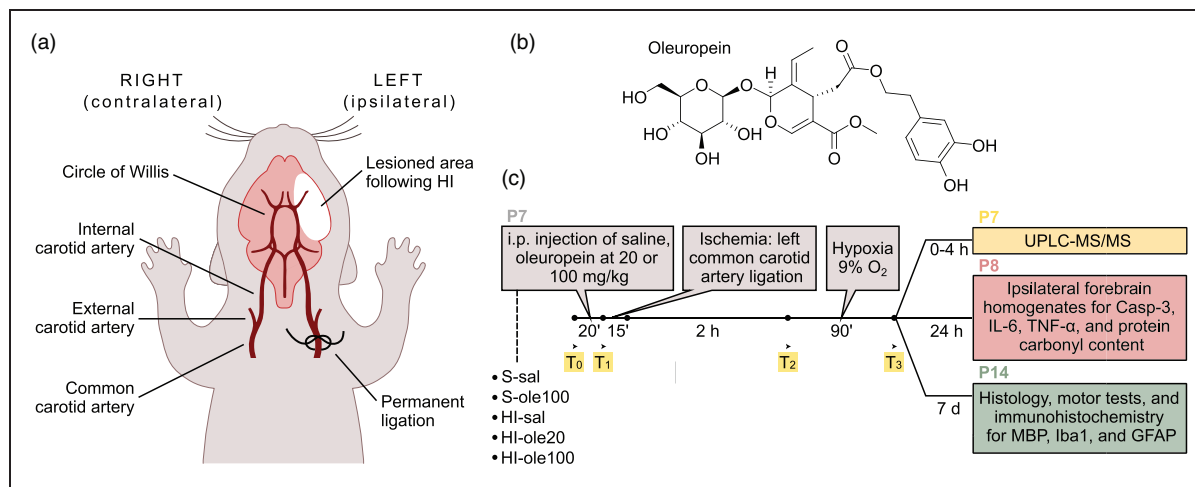 (a)
RIGHT
(contralateral)
LEFT
(ipsilateral)
Circle of Willis
Lesioned area
following HI
Internal
carotid artery
External
carotid artery
Common
carotid artery
Permanent
ligation
(b)
Oleuropein
HO
HO
OH
OH
O
OH
O
H
O
O
O
O
O
O
OH
OH
(c)
P7
i.p. injection of saline,
oleuropein at 20 or
100 mg/kg
Ischemia: left
common carotid
artery ligation
Hypoxia
9% O₂
20'
15'
2 h
90'
T₀
T₁
T₂
T₃
• S-sal
• S-ole100
• HI-sal
• HI-ole20
• HI-ole100
0-4 h
P7
UPLC-MS/MS
24 h
P8
Ipsilateral forebrain
homogenates for Casp-3,
IL-6, TNF-α, and protein
carbonyl content
7 d
P14
Histology, motor tests, and
immunohistochemistry
for MBP, Iba1, and GFAP